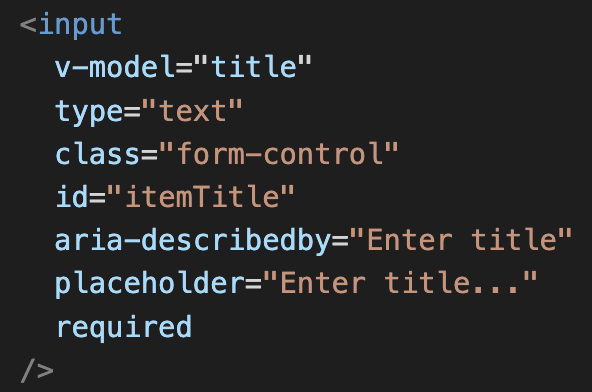 <input
v-model="title"
type="text"
class="form-control"
id="itemTitle"
aria-describedby="Enter title"
placeholder="Enter title..."
required
/>